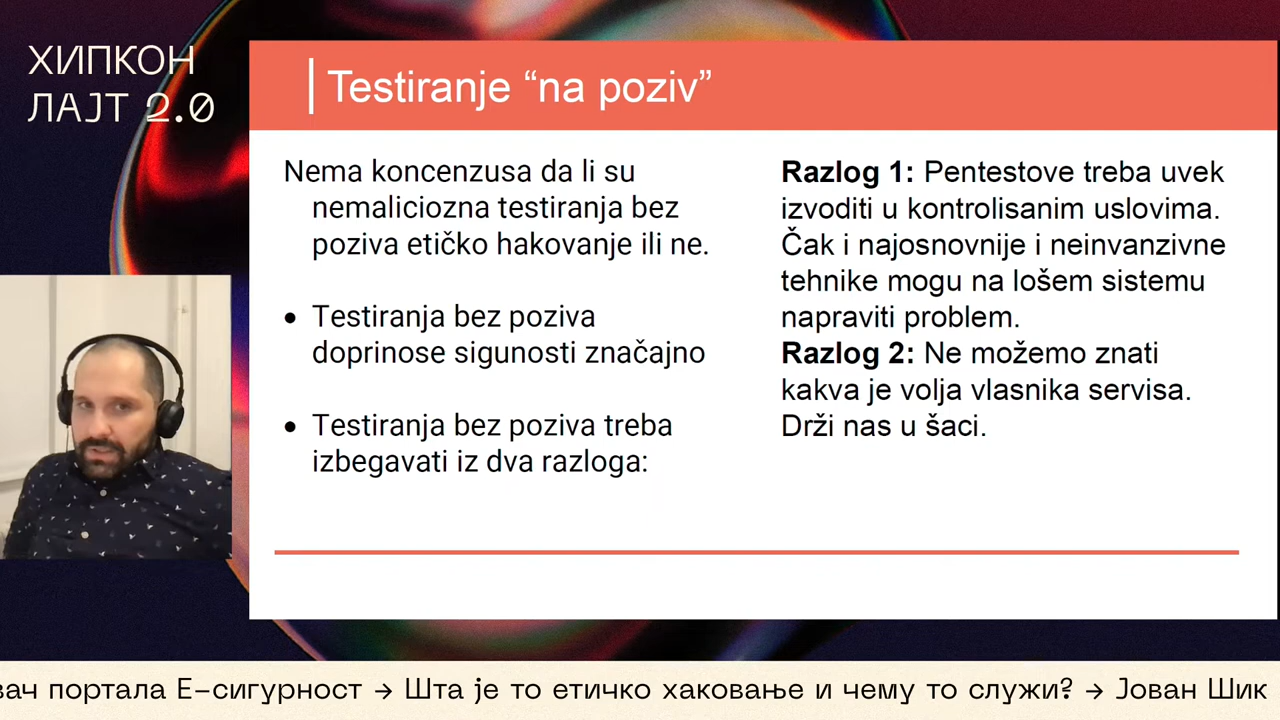 ХИПКОН
ЛАЈТ 2.0
Testiranje “na poziv”
Nema koncenzusa da li su
nemaliciozna testiranja bez
poziva etičko hakovanje ili ne.
• Testiranja bez poziva
doprinose sigunosti značajno
• Testiranja bez poziva treba
izbegavati iz dva razloga:
Razlog 1: Pentestove treba uvek
izvoditi u kontrolisanim uslovima.
Čak i najosnovnije i neinvanzivne
tehnike mogu na lošem sistemu
napraviti problem.
Razlog 2: Ne možemo znati
kakva je volja vlasnika servisa.
Drži nas u šaci.
вач портала Е-сигурност → Шта је то етичко хаковање и чему то служи? → Јован Шик